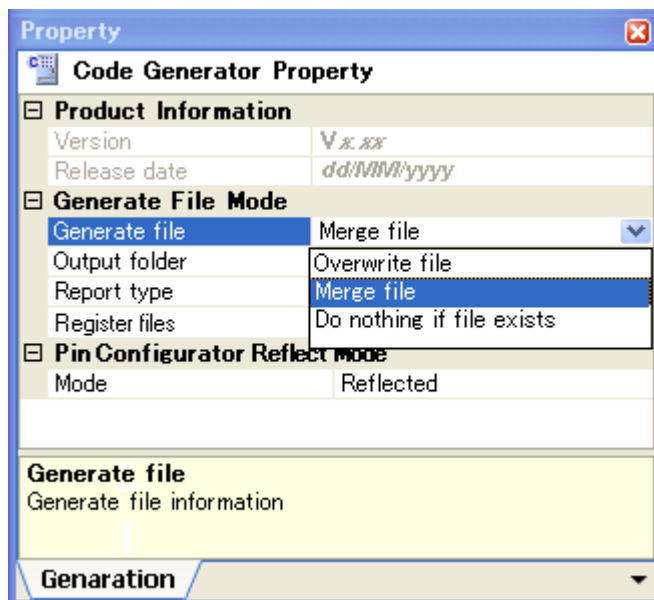 Property
Code Generator Property
Product Information
Version V x.xx
Release date dd/MM/yyyy
Generate File Mode
Generate file Merge file
Output folder Overwrite file
Report type Merge file
Register files Do nothing if file exists
Pin Configurator Reflect Mode
Mode Reflected
Generate file
Generate file information
Genaration